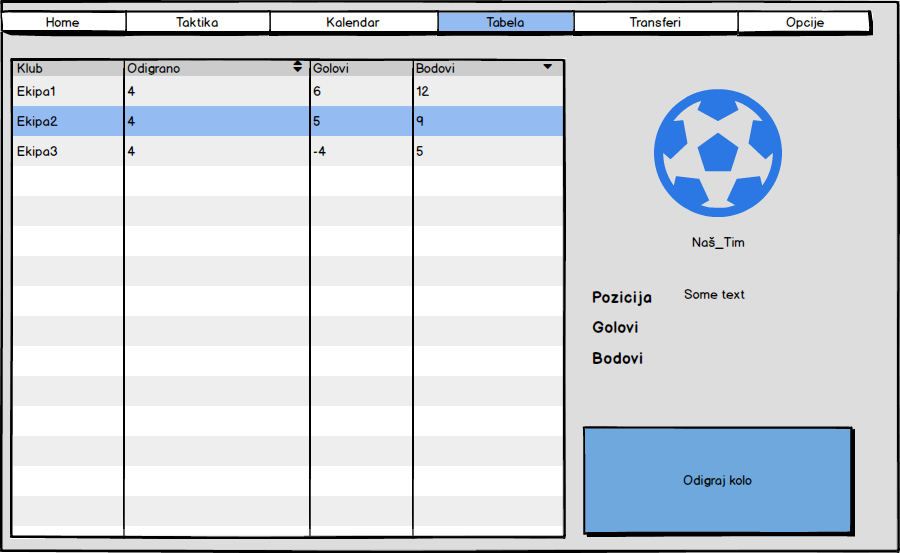 Home Taktika Kalendar Tabela Transferi Opcije
Klub Odigrano Golovi Bodovi
Ekipa1 4 6 12
Ekipa2 4 5 9
Ekipa3 4 -4 5
Naš_Tim
Pozicija Some text
Golovi
Bodovi
Odigraj kolo